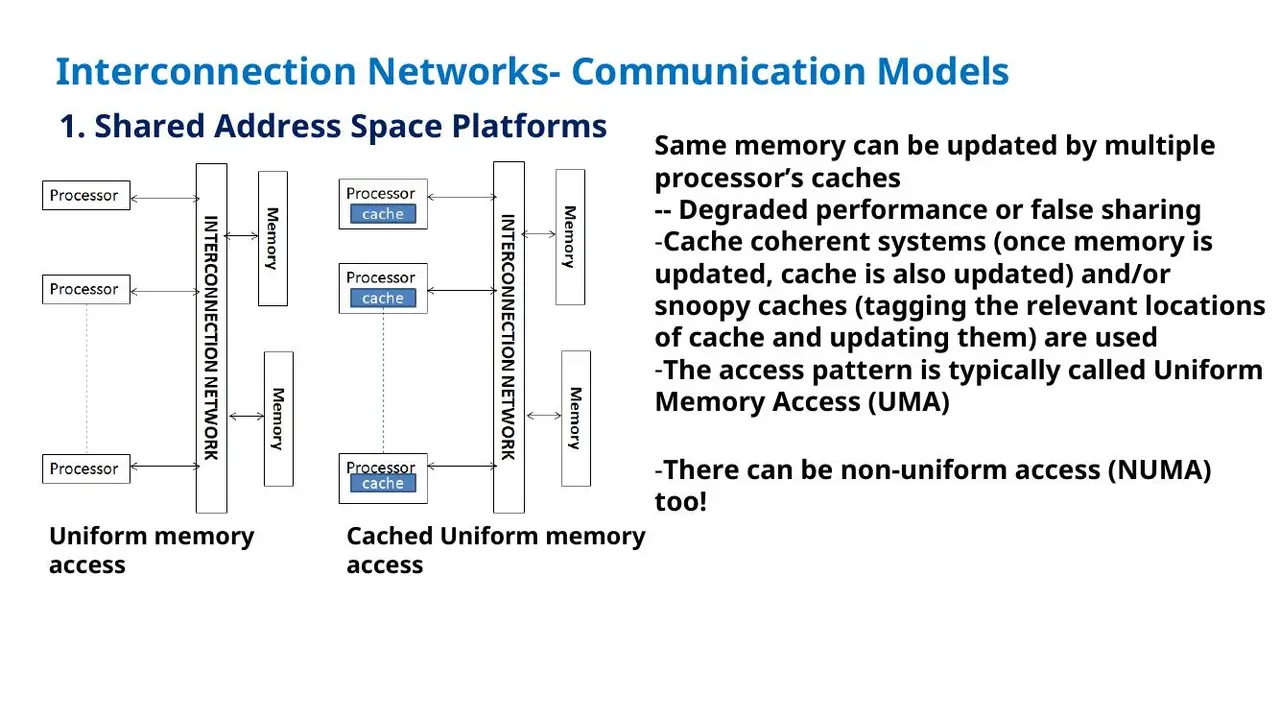 Interconnection Networks- Communication Models
1. Shared Address Space Platforms
Processor
Processor
Processor
INTERCONNECTION NETWORK
Memory
Memory
Uniform memory
access
Processor
cache
Processor
cache
Processor
cache
INTERCONNECTION NETWORK
Memory
Memory
Cached Uniform memory
access
Same memory can be updated by multiple
processor’s caches
-- Degraded performance or false sharing
-Cache coherent systems (once memory is
updated, cache is also updated) and/or
snoopy caches (tagging the relevant locations
of cache and updating them) are used
-The access pattern is typically called Uniform
Memory Access (UMA)
-There can be non-uniform access (NUMA)
too!